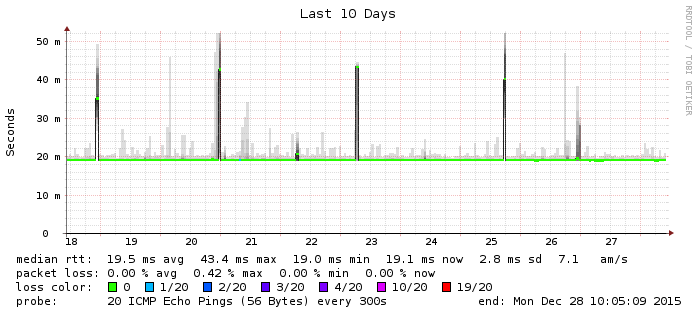 Last 10 Days
RRDTOOL / TOBI OETIKER
Seconds
50 m
40 m
30 m
20 m
10 m
0
18 19 20 21 22 23 24 25 26 27
median rtt: 19.5 ms avg 43.4 ms max 19.0 ms min 19.1 ms now 2.8 ms sd 7.1 am/s
packet loss: 0.00 % avg 0.42 % max 0.00 % min 0.00 % now
loss color: 0 1/20 2/20 3/20 4/20 10/20 19/20
probe: 20 ICMP Echo Pings (56 Bytes) every 300s end: Mon Dec 28 10:05:09 2015